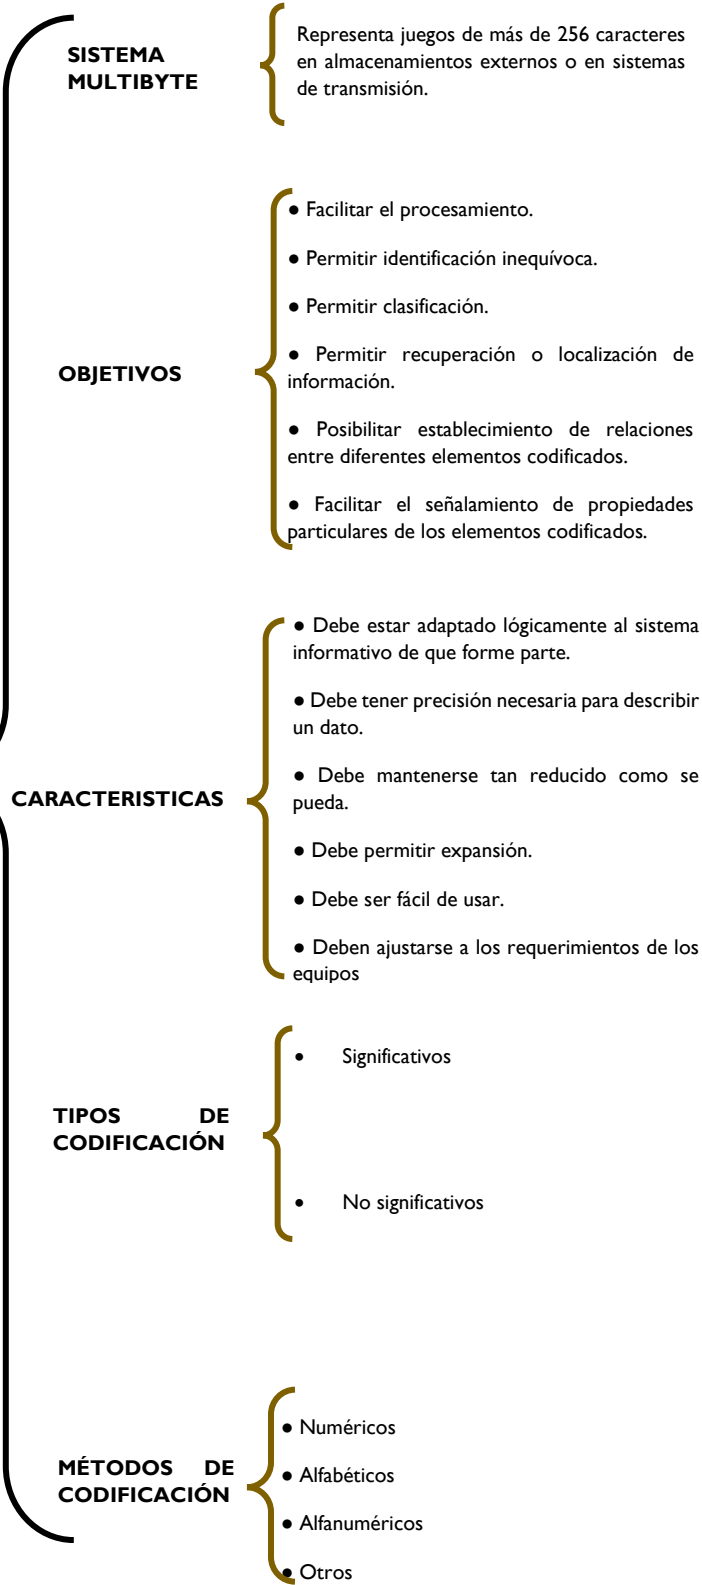 SISTEMA
MULTIBYTE
Representa juegos de más de 256 caracteres
en almacenamientos externos o en sistemas
de transmisión.
OBJETIVOS
● Facilitar el procesamiento.
● Permitir identificación inequívoca.
● Permitir clasificación.
● Permitir recuperación o localización de
información.
● Posibilitar establecimiento de relaciones
entre diferentes elementos codificados.
● Facilitar el señalamiento de propiedades
particulares de los elementos codificados.
CARACTERISTICAS
● Debe estar adaptado lógicamente al sistema
informativo de que forme parte.
● Debe tener precisión necesaria para describir
un dato.
● Debe mantenerse tan reducido como se
pueda.
● Debe permitir expansión.
● Debe ser fácil de usar.
● Deben ajustarse a los requerimientos de los
equipos
TIPOS DE
CODIFICACIÓN
• Significativos
• No significativos
MÉTODOS DE
CODIFICACIÓN
● Numéricos
● Alfabéticos
● Alfanuméricos
● Otros